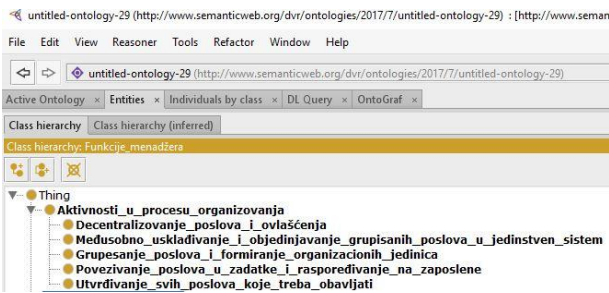 untitled-ontology-29 (http://www.semanticweb.org/dvr/ontologies/2017/7/untitled-ontology-29) : [http://www.seman
File Edit View Reasoner Tools Refactor Window Help
untitled-ontology-29 (http://www.semanticweb.org/dvr/ontologies/2017/7/untitled-ontology-29)
Active Ontology × Entities × Individuals by class × DL Query × OntoGraf ×
Class hierarchy Class hierarchy (inferred)
Class hierarchy: Funkcije_menadžera
Thing
Aktivnosti_u_procesu_organizovanja
Decentralizovanje_poslova_i_ovlašćenja
Međusobno_usklađivanje_i_objedinjavanje_grupisanih_poslova_u_jedinstven_sistem
Grupesanje_poslova_i_formiranje_organizacionih_jedinica
Povezivanje_poslova_u_zadatke_i_raspoređivanje_na_zaposlene
Utvrđivanje_svih_poslova_koje_treba_obavljati